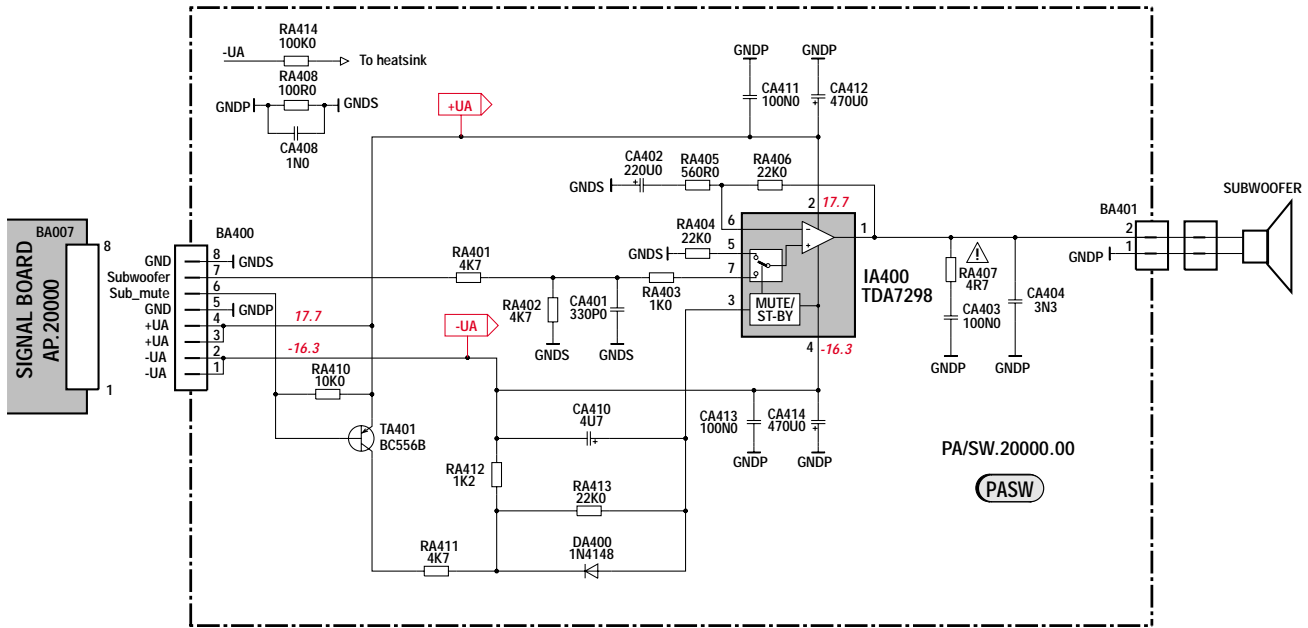 RA414
100K0
-UA
To heatsink
RA408
100R0
GNDP
GNDS
CA408
1N0
+UA
GNDP
GNDP
CA411
100N0
CA412
470U0
CA402
220U0
RA405
560R0
RA406
22K0
GNDS
2
17.7
6
1
RA404
22K0
GNDS
5
7
3
MUTE/
ST-BY
4
-16.3
IA400
TDA7298
SUBWOOFER
BA401
2
1
GNDP
RA407
4R7
CA403
100N0
GNDP
CA404
3N3
GNDP
SIGNAL BOARD
AP.20000
BA007
8
1
BA400
GND
8
GNDS
Subwoofer
7
Sub_mute
6
GND
5
GNDP
+UA
4
17.7
+UA
3
-UA
2
-16.3
-UA
1
RA401
4K7
RA402
4K7
GNDS
CA401
330P0
GNDS
RA403
1K0
-UA
RA410
10K0
TA401
BC556B
CA410
4U7
CA413
100N0
GNDP
CA414
470U0
GNDP
RA412
1K2
RA413
22K0
RA411
4K7
DA400
1N4148
PA/SW.20000.00
PASW